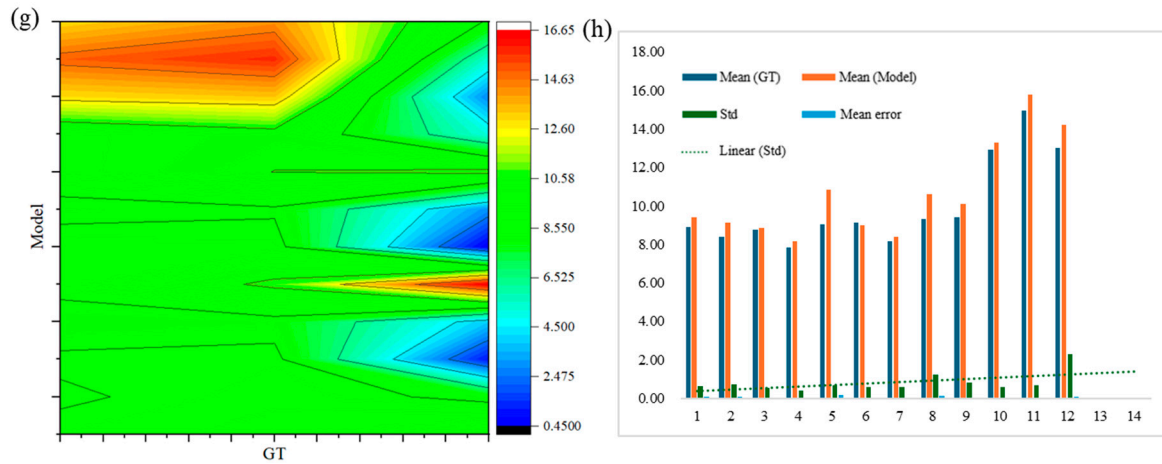 (g)
Model
GT
16.65
14.63
12.60
10.58
8.550
6.525
4.500
2.475
0.4500
(h)
18.00
16.00
14.00
12.00
10.00
8.00
6.00
4.00
2.00
0.00
Mean (GT) Mean (Model)
Std Mean error
Linear (Std)
1 2 3 4 5 6 7 8 9 10 11 12 13 14